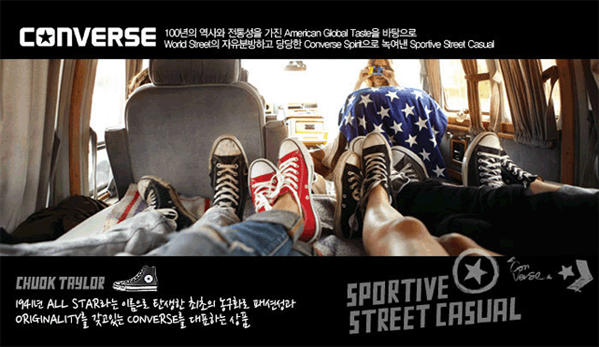 CONVERSE
100년의 역사와 전통성을 가진 American Global Taste을 바탕으로
World Street의 자유분방하고 당당한 Converse Spirit으로 녹여낸 Sportive Street Casual
CHUCK TAYLOR
1941년 ALL STAR라는 이름으로 탄생한 최초의 농구화로 패션성과
ORIGINALITY를 갖고있는 CONVERSE를 대표하는 상품
SPORTIVE
STREET CASUAL
Converse